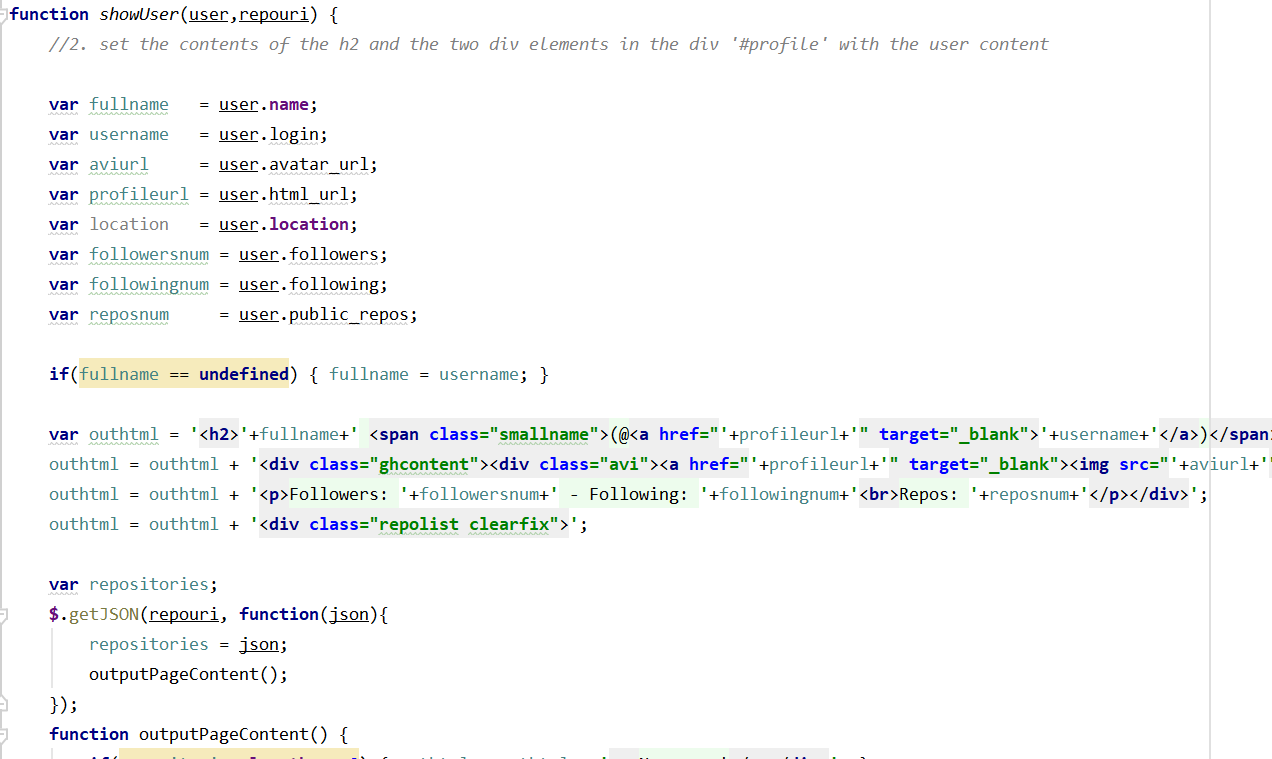 function showUser(user,repouri) {
//2. set the contents of the h2 and the two div elements in the div '#profile' with the user content
var fullname = user.name;
var username = user.login;
var aviurl = user.avatar_url;
var profileurl = user.html_url;
var location = user.location;
var followersnum = user.followers;
var followingnum = user.following;
var reposnum = user.public_repos;
if(fullname == undefined) { fullname = username; }
var outhtml = '<h2>'+fullname+' <span class="smallname">(@<a href="'+profileurl+'" target="_blank">'+username+'</a>)</span
outhtml = outhtml + '<div class="ghcontent"><div class="avi"><a href="'+profileurl+'" target="_blank"><img src="'+aviurl+'"
outhtml = outhtml + '<p>Followers: '+followersnum+' - Following: '+followingnum+'<br>Repos: '+reposnum+'</p></div>';
outhtml = outhtml + '<div class="repolist clearfix">';
var repositories;
$.getJSON(repouri, function(json){
repositories = json;
outputPageContent();
});
function outputPageContent() {